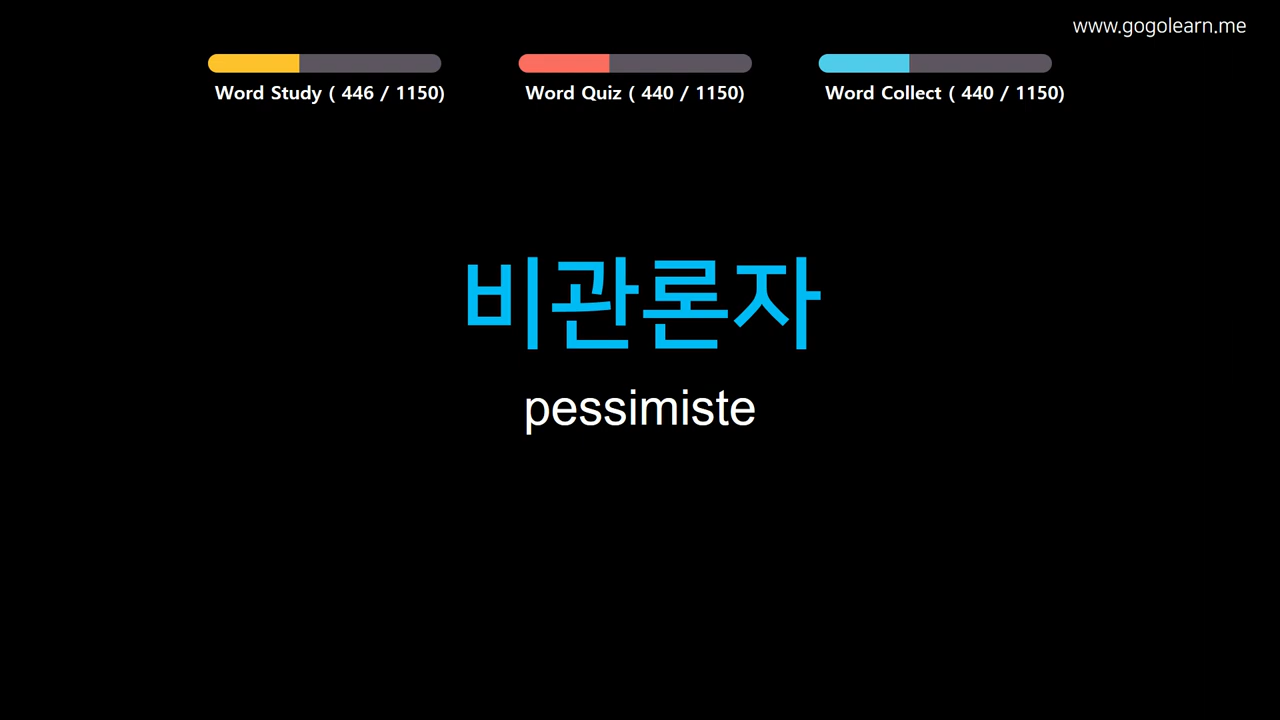 www.gogolearn.me
Word Study ( 446 / 1150)
Word Quiz ( 440 / 1150)
Word Collect ( 440 / 1150)
비관론자
pessimiste